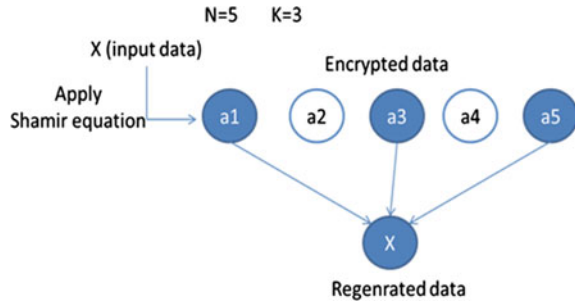 N=5 K=3
X (input data)
Encrypted data
Apply
Shamir equation
a1 a2 a3 a4 a5
X
Regenrated data